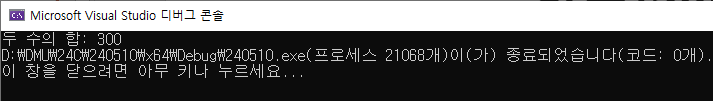 Microsoft Visual Studio 디버그 콘솔
두 수의 합: 300
D:₩DMU₩24C₩240510₩x64₩Debug₩240510.exe(프로세스 21068개)이(가) 종료되었습니다(코드: 0개).
이 창을 닫으려면 아무 키나 누르세요...